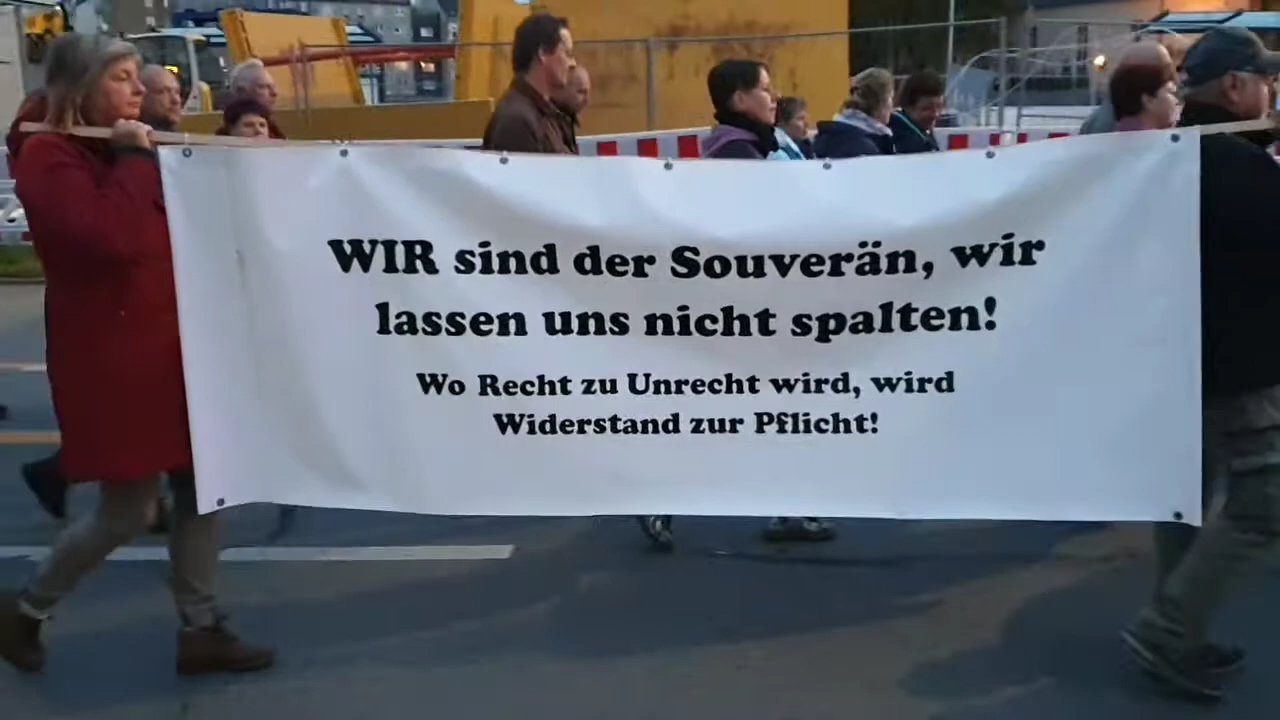 WIR sind der Souverän, wir
lassen uns nicht spalten!
Wo Recht zu Unrecht wird, wird
Widerstand zur Pflicht!